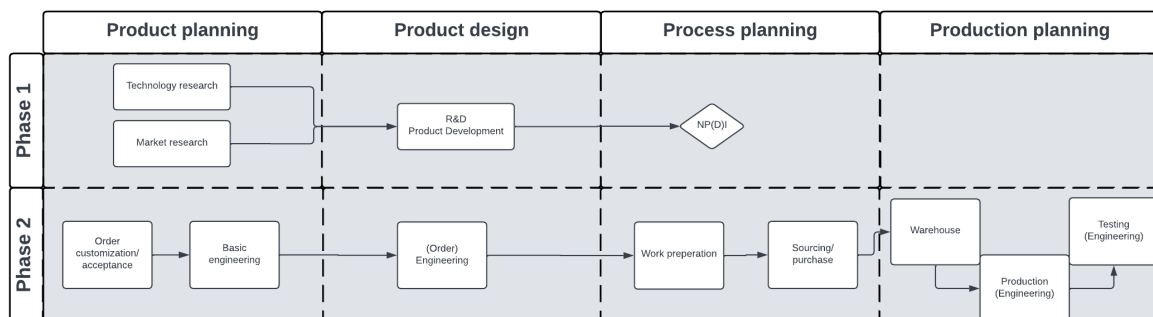 Product planning
Product design
Process planning
Production planning
Phase 1
Technology research
Market research
R&D
Product Development
NP(D)I
Phase 2
Order
customization/
acceptance
Basic
engineering
(Order)
Engineering
Work preperation
Sourcing/
purchase
Warehouse
Production
(Engineering)
Testing
(Engineering)